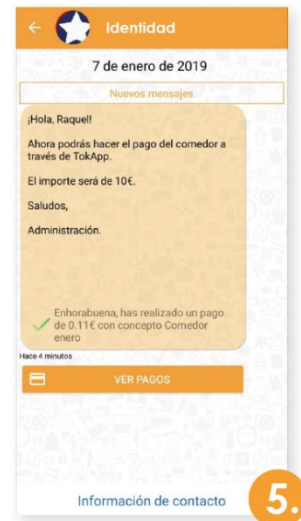 Identidad
7 de enero de 2019
Nuevos mensajes
¡Hola, Raquel!
Ahora podrás hacer el pago del comedor a
través de TokApp.
El importe será de 10€.
Saludos,
Administración.
Enhorabuena, has realizado un pago
de 0.11€ con concepto Comedor
enero
Hace 4 minutos
VER PAGOS
Información de contacto
5.